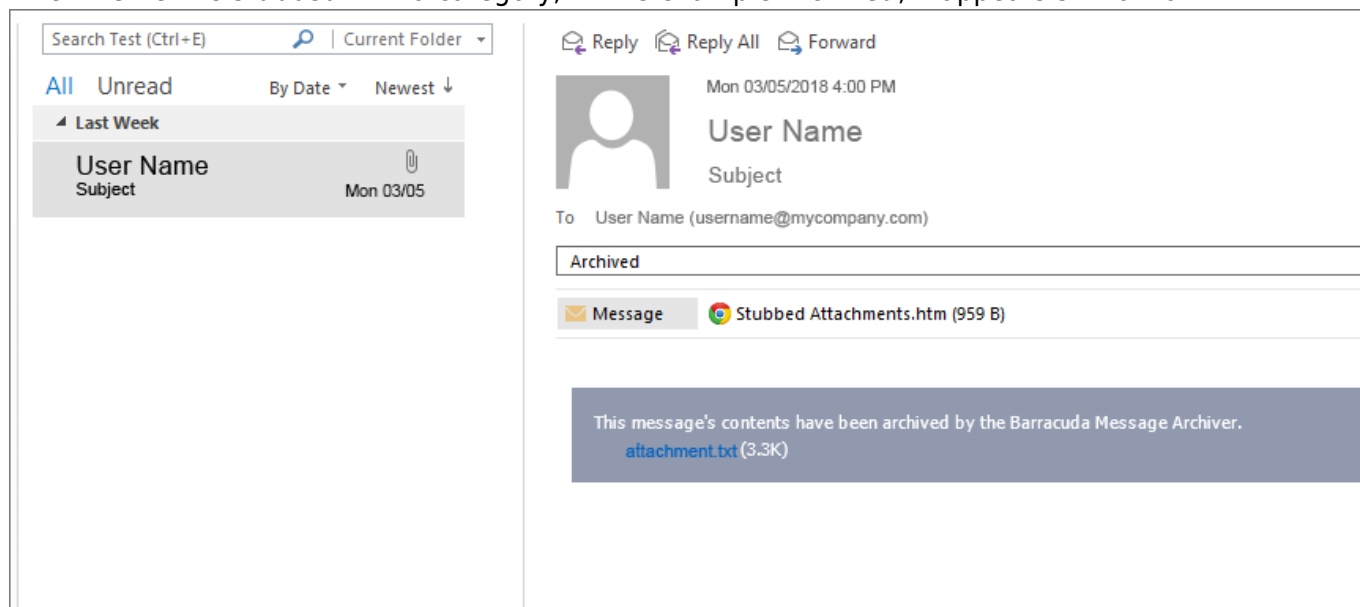 Search Test (Ctrl+E) Current Folder
All Unread By Date Newest
Last Week
User Name
Subject Mon 03/05
Reply Reply All Forward
Mon 03/05/2018 4:00 PM
User Name
Subject
To User Name (username@mycompany.com)
Archived
Message Stubbed Attachments.htm (959 B)
This message's contents have been archived by the Barracuda Message Archiver.
attachment.txt (3.3K)